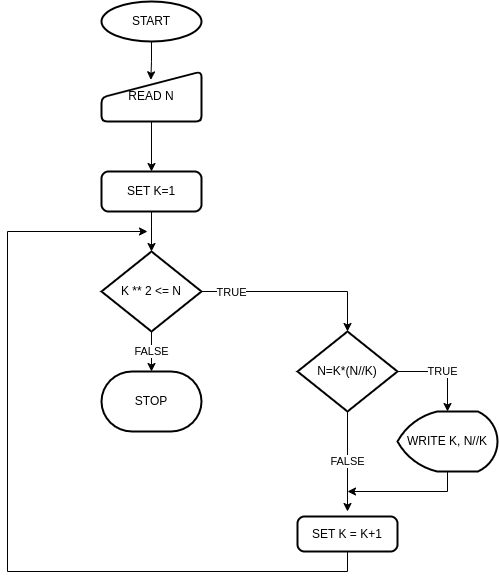 START
READ N
SET K=1
K ** 2 <= N
TRUE
FALSE
STOP
N=K*(N//K)
TRUE
WRITE K, N//K
FALSE
SET K = K+1